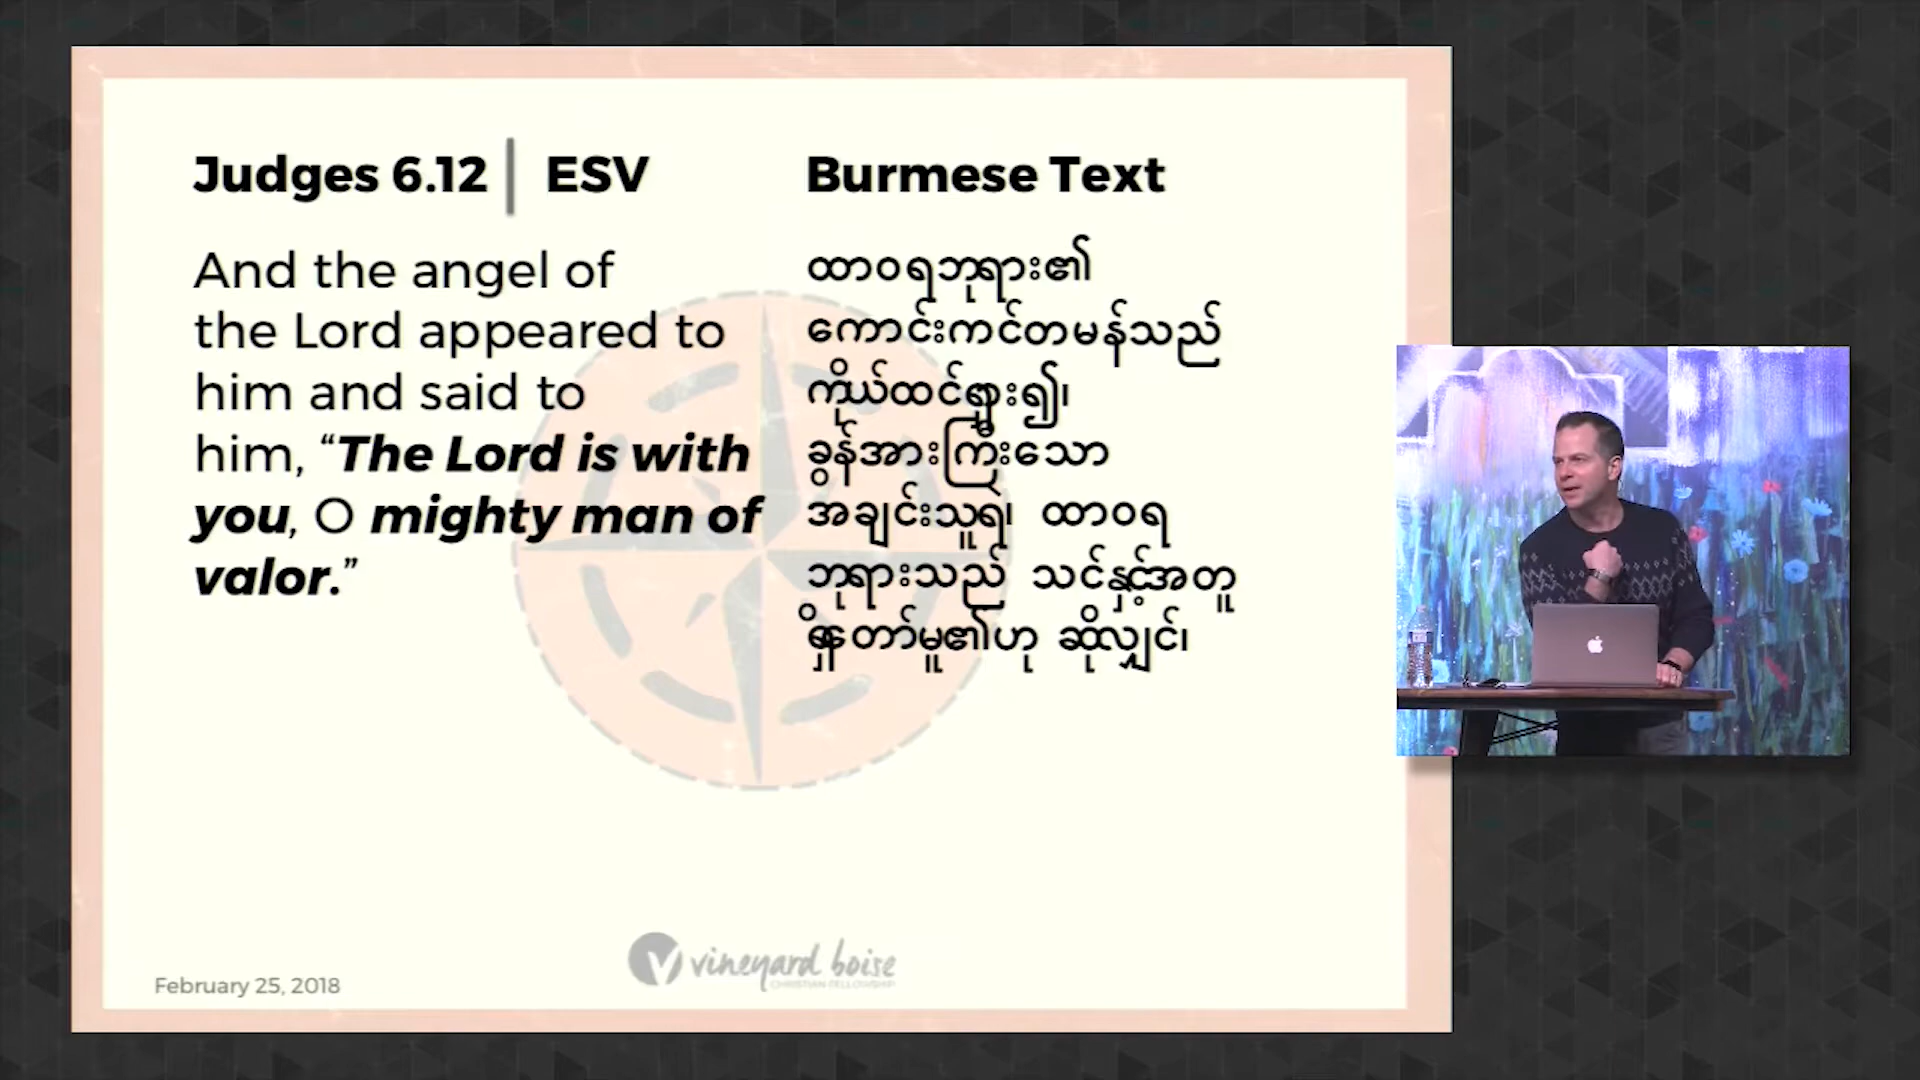 Judges 6.12 | ESV
And the angel of
the Lord appeared to
him and said to
him, “The Lord is with
you, O mighty man of
valor.”
Burmese Text
ထာဝရဘုရား၏
ကောင်းကင်တမန်သည်
ကိုယ်ထင်ရှား၍၊
ခွန်အားကြီးသော
အချင်းသူရဲ၊ ထာဝရ
ဘုရားသည် သင်နှင့်အတူ
ရှိနေတော်မူ၏ဟု ဆိုလျှင်၊
February 25, 2018
vineyard boise
CHRISTIAN FELLOWSHIP